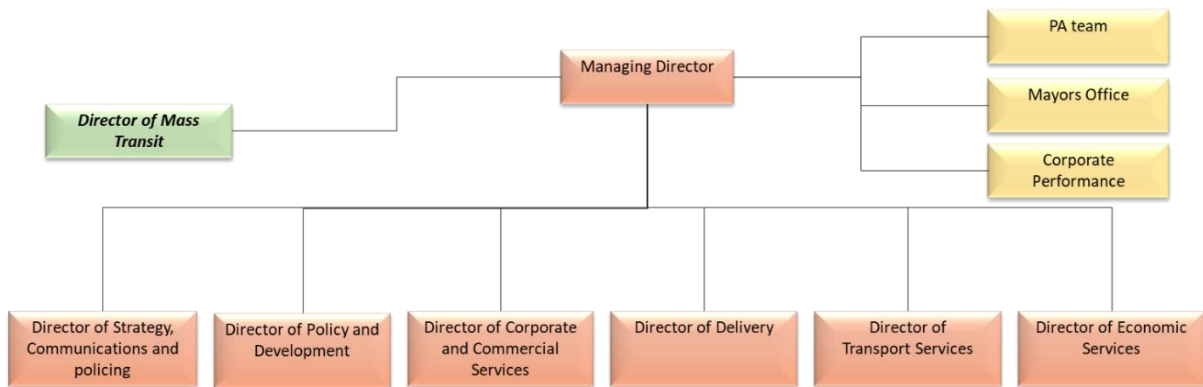 PA team
Managing Director
Mayors Office
Director of Mass
Transit
Corporate
Performance
Director of Strategy,
Communications and
policing
Director of Policy and
Development
Director of Corporate
and Commercial
Services
Director of Delivery
Director of
Transport Services
Director of Economic
Services